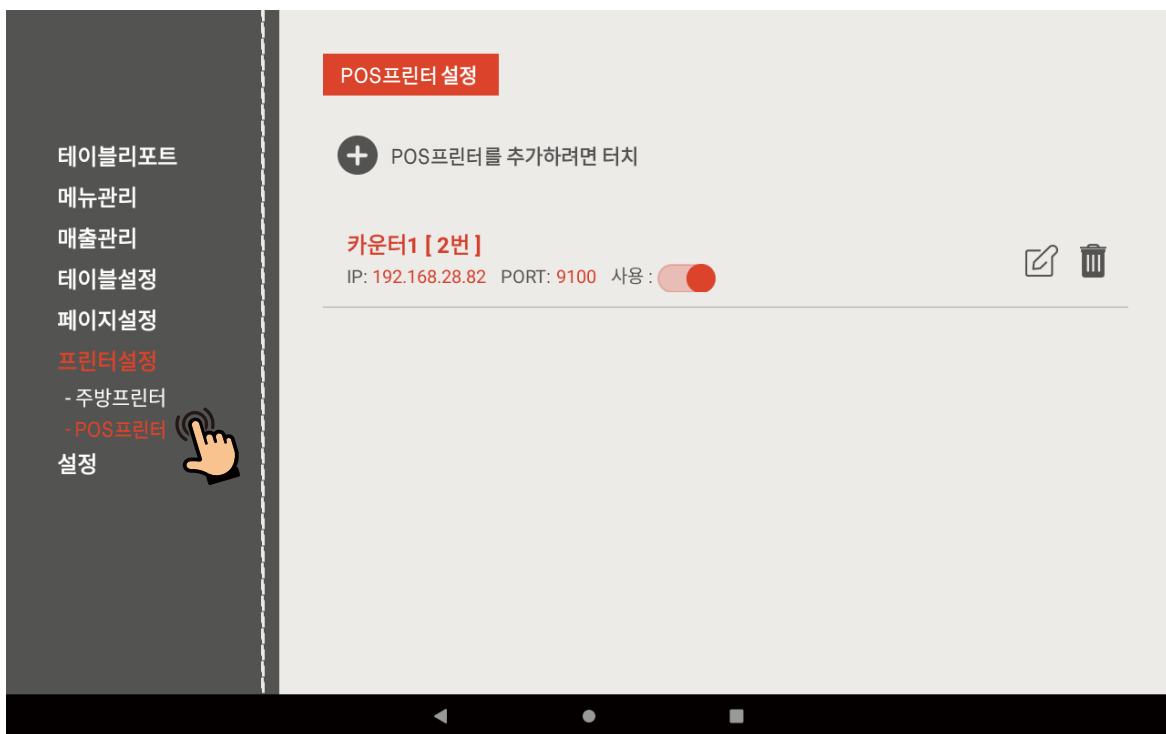 테이블리포트
메뉴관리
매출관리
테이블설정
페이지설정
프린터설정
- 주방프린터
- POS프린터
설정
POS프린터 설정
POS프린터를 추가하려면 터치
카운터1 [ 2번 ]
IP: 192.168.28.82 PORT: 9100 사용 :